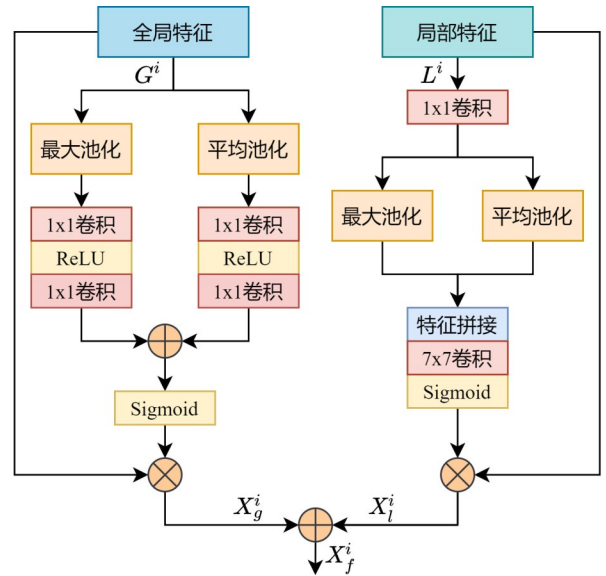 全局特征
局部特征
G^i
L^i
1x1卷积
最大池化
平均池化
最大池化
平均池化
1x1卷积
ReLU
1x1卷积
1x1卷积
ReLU
1x1卷积
特征拼接
7x7卷积
Sigmoid
Sigmoid
X_g^i
X_l^i
X_f^i